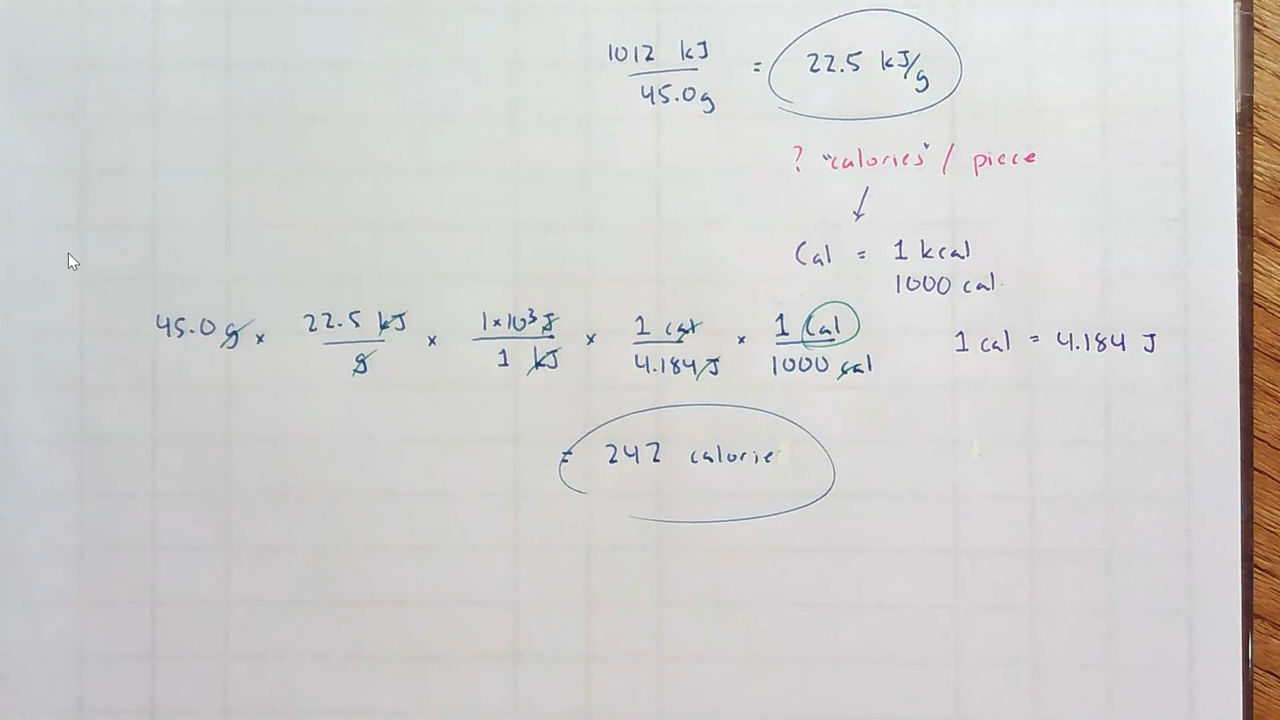 1012 kJ
45.0g
= 22.5 kJ/g
? "calories" / piece
Cal = 1 kcal
1000 cal
45.0 g × 22.5 kJ / g × 1×10³ J / 1 kJ × 1 cal / 4.184 J × 1 Cal / 1000 cal
1 cal = 4.184 J
= 242 calorie